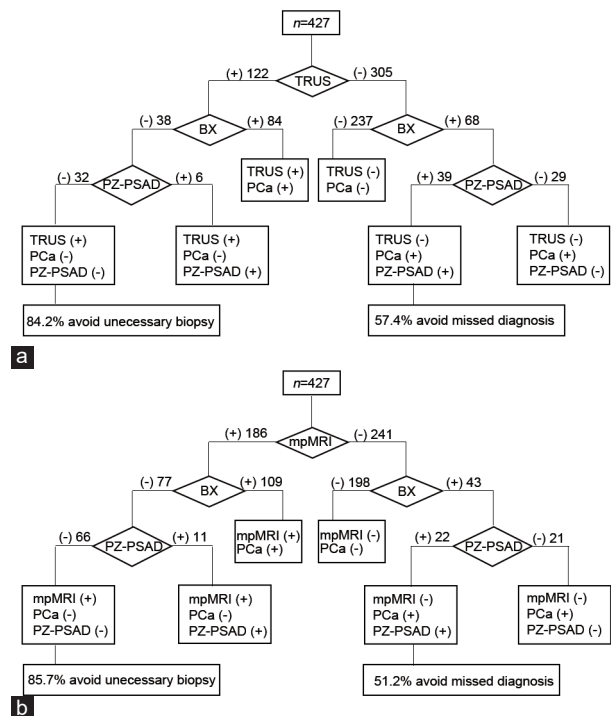 n=427
(+) 122
(-) 305
TRUS
(-) 38
(+) 84
(-) 237
(+) 68
BX
BX
(-) 32
(+) 6
TRUS (+)
PCa (+)
TRUS (-)
PCa (-)
(+) 39
(-) 29
PZ-PSAD
PZ-PSAD
TRUS (+)
PCa (-)
PZ-PSAD (-)
TRUS (+)
PCa (-)
PZ-PSAD (+)
TRUS (-)
PCa (+)
PZ-PSAD (+)
TRUS (-)
PCa (+)
PZ-PSAD (-)
84.2% avoid unecessary biopsy
57.4% avoid missed diagnosis
a
n=427
(+) 186
(-) 241
mpMRI
(-) 77
(+) 109
(-) 198
(+) 43
BX
BX
(-) 66
(+) 11
mpMRI (+)
PCa (+)
mpMRI (-)
PCa (-)
(+) 22
(-) 21
PZ-PSAD
PZ-PSAD
mpMRI (+)
PCa (-)
PZ-PSAD (-)
mpMRI (+)
PCa (-)
PZ-PSAD (+)
mpMRI (-)
PCa (+)
PZ-PSAD (+)
mpMRI (-)
PCa (+)
PZ-PSAD (-)
85.7% avoid unecessary biopsy
51.2% avoid missed diagnosis
b